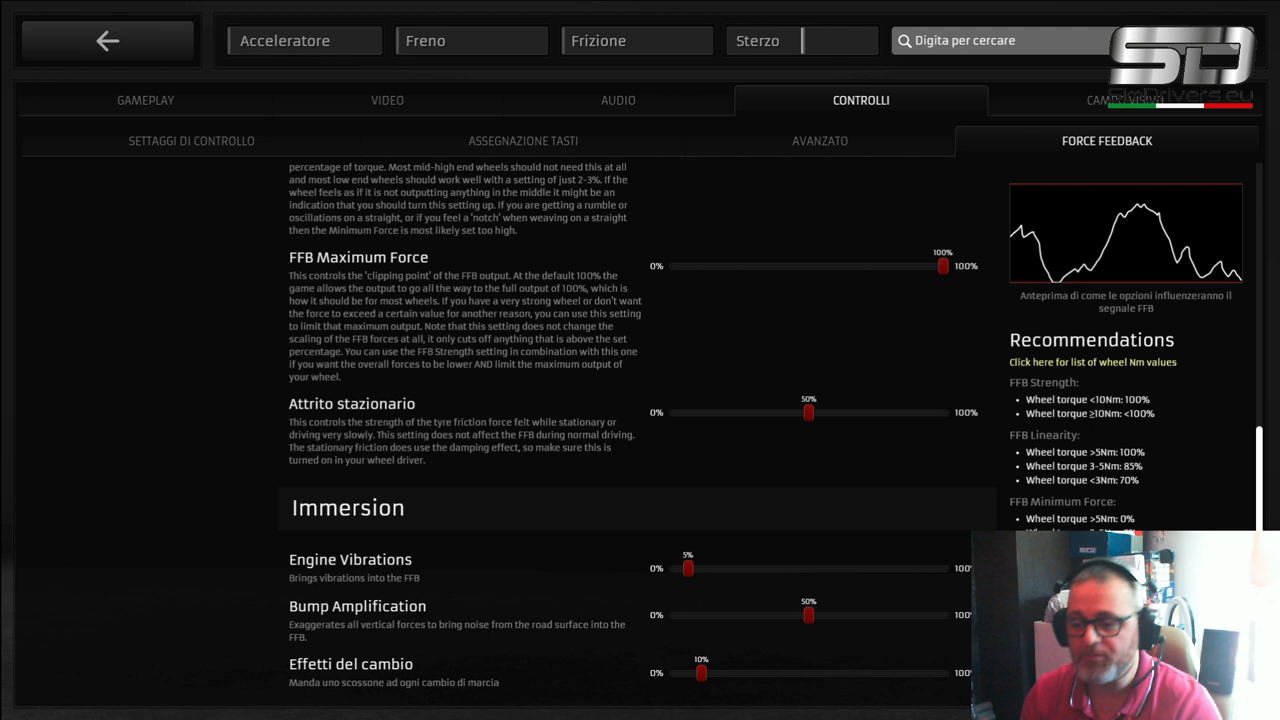 Acceleratore
Freno
Frizione
Sterzo
Digita per cercare
SD
SimDrivers.eu
GAMEPLAY
VIDEO
AUDIO
CONTROLLI
CAMPO VISIVO
SETTAGGI DI CONTROLLO
ASSEGNAZIONE TASTI
AVANZATO
FORCE FEEDBACK
percentage of torque. Most mid-high end wheels should not need this at all
and most low end wheels should work well with a setting of just 2-3%. If the
wheel feels as if it is not outputting anything in the middle it might be an
indication that you should turn this setting up. If you are getting a rumble or
oscillations on a straight, or if you feel a 'notch' when weaving on a straight
then the Minimum Force is most likely set too high.
FFB Maximum Force
This controls the 'clipping point' of the FFB output. At the default 100% the
game allows the output to go all the way to the full output of 100%, which is
how it should be for most wheels. If you have a very strong wheel or don't want
the force to exceed a certain value for another reason, you can use this setting
to limit that maximum output. Note that this setting does not change the
scaling of the FFB forces at all, it only cuts off anything that is above the set
percentage. You can use the FFB Strength setting in combination with this one
if you want the overall forces to be lower AND limit the maximum output of
your wheel.
0%
100%
100%
Attrito stazionario
This controls the strength of the tyre friction force felt while stationary or
driving very slowly. This setting does not affect the FFB during normal driving.
The stationary friction does use the damping effect, so make sure this is
turned on in your wheel driver.
0%
50%
100%
Immersion
Engine Vibrations
Brings vibrations into the FFB
0%
5%
100
Bump Amplification
Exaggerates all vertical forces to bring noise from the road surface into the
FFB.
0%
50%
100
Effetti del cambio
Manda uno scossone ad ogni cambio di marcia
0%
10%
100
Anteprima di come le opzioni influenzeranno il
segnale FFB
Recommendations
Click here for list of wheel Nm values
FFB Strength:
• Wheel torque <10Nm: 100%
• Wheel torque ≥10Nm: <100%
FFB Linearity:
• Wheel torque >5Nm: 100%
• Wheel torque 3-5Nm: 85%
• Wheel torque <3Nm: 70%
FFB Minimum Force:
• Wheel torque >5Nm: 0%